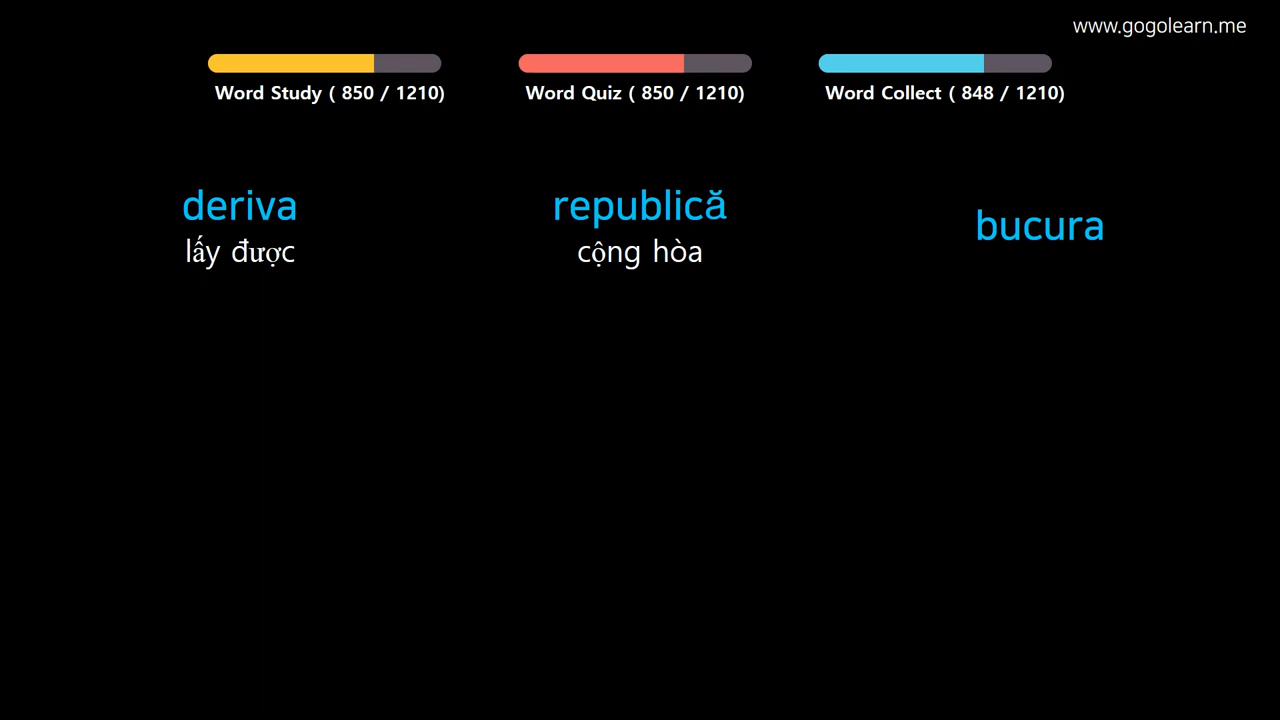 www.gogolearn.me
Word Study ( 850 / 1210)
Word Quiz ( 850 / 1210)
Word Collect ( 848 / 1210)
deriva
lấy được
republică
cộng hòa
bucura